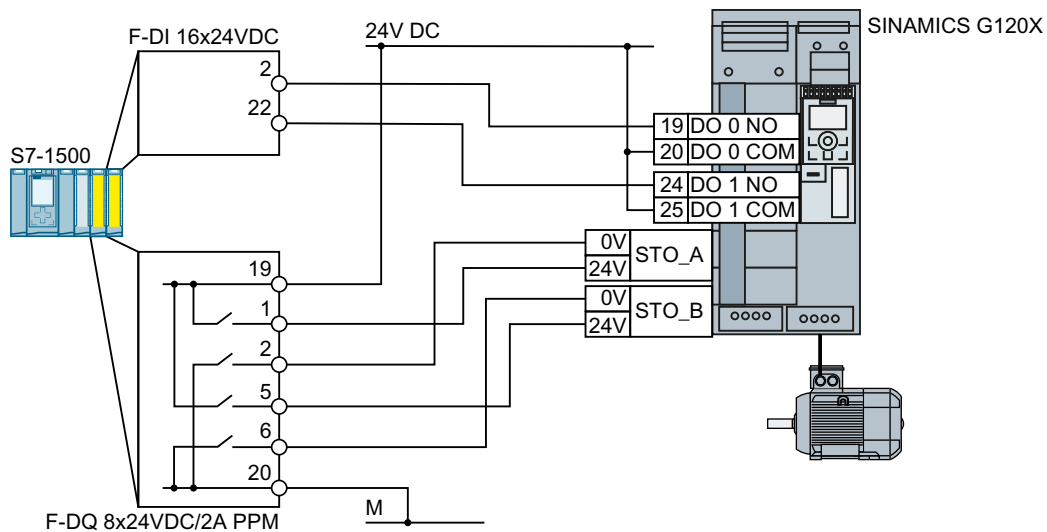 F-DI 16x24VDC
24V DC
SINAMICS G120X
2
22
19 DO 0 NO
20 DO 0 COM
S7-1500
24 DO 1 NO
25 DO 1 COM
0V
STO_A
24V
19
0V
STO_B
24V
1
2
5
6
20
M
F-DQ 8x24VDC/2A PPM